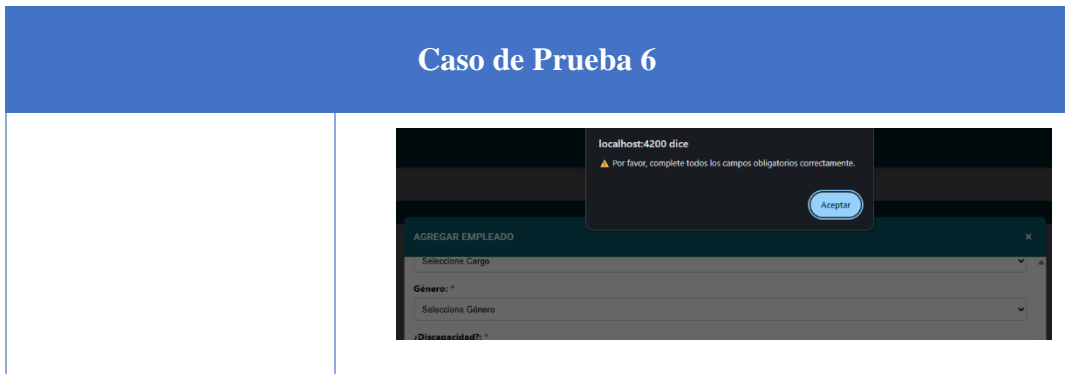 Caso de Prueba 6
localhost:4200 dice
⚠ Por favor, complete todos los campos obligatorios correctamente.
Aceptar
AGREGAR EMPLEADO ×
Seleccione Cargo
Género: *
Seleccione Género
¿Discapacidad?: *